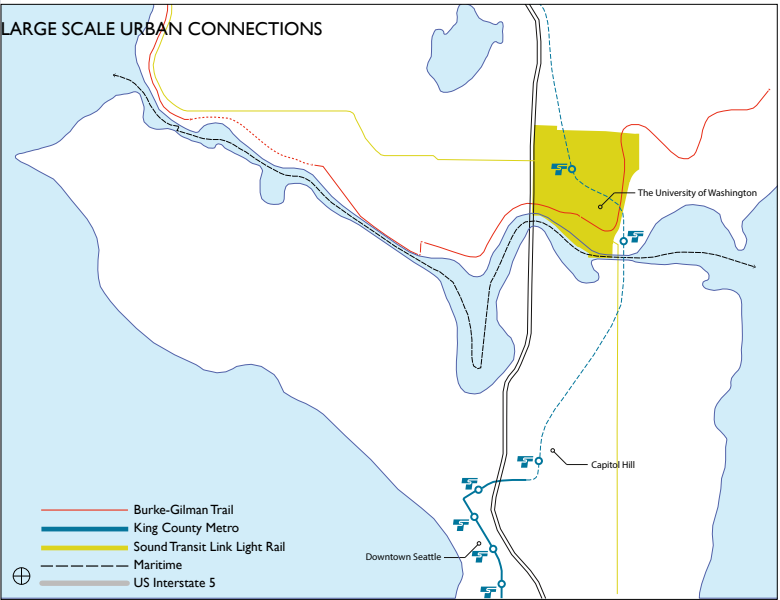 LARGE SCALE URBAN CONNECTIONS
The University of Washington
Capitol Hill
Downtown Seattle
Burke-Gilman Trail
King County Metro
Sound Transit Link Light Rail
Maritime
US Interstate 5